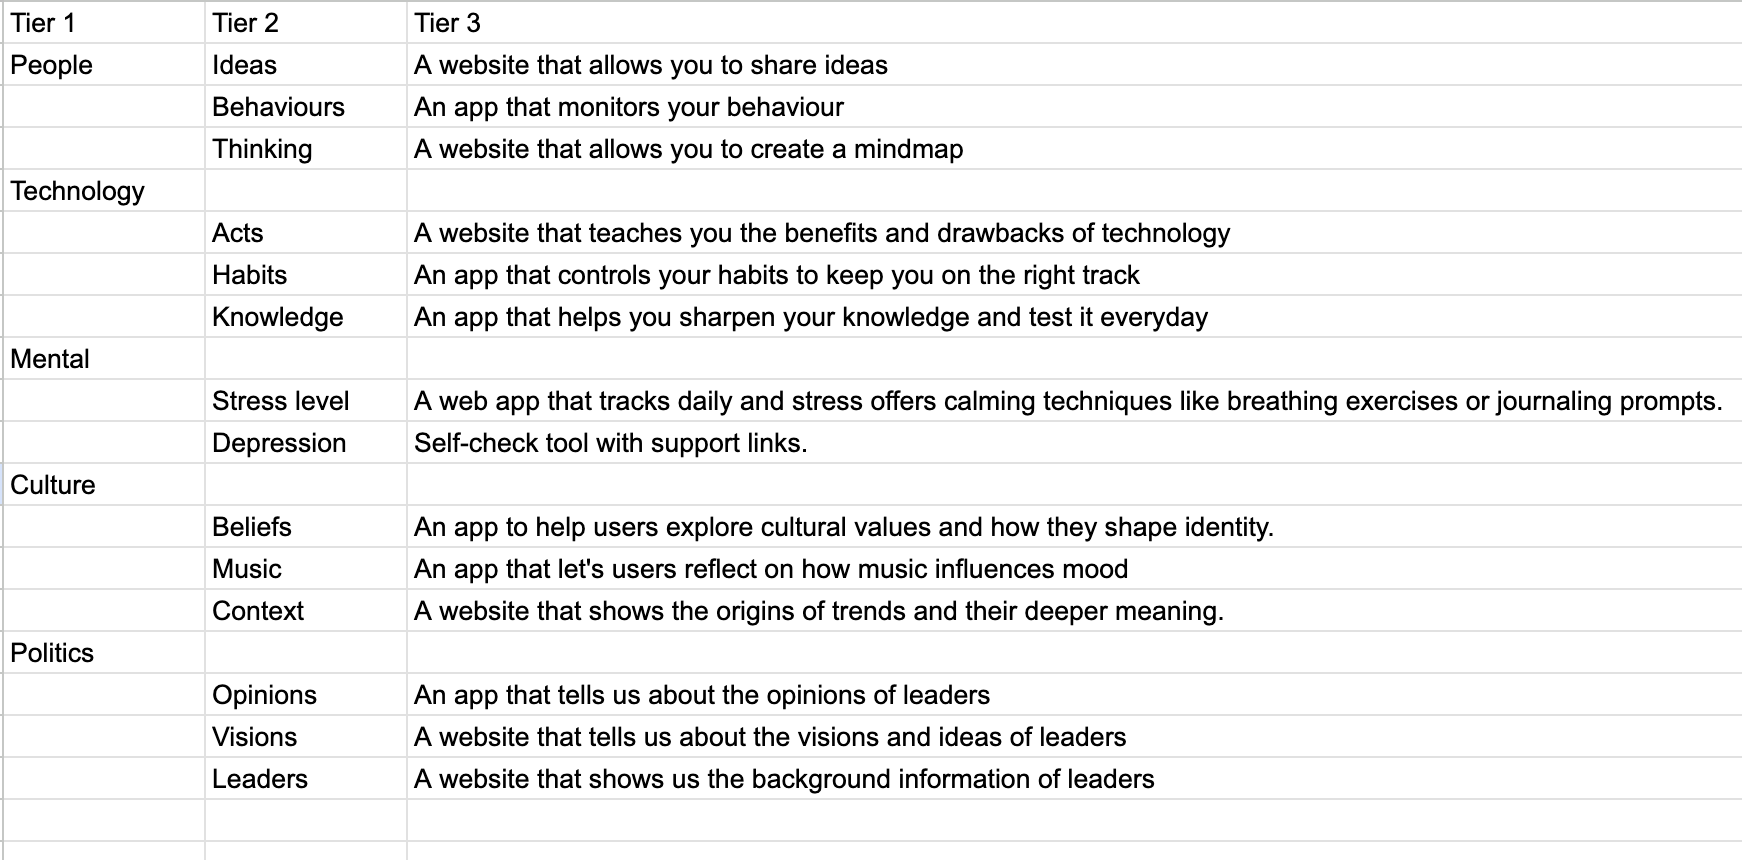 Tier 1 Tier 2 Tier 3
People Ideas A website that allows you to share ideas
Behaviours An app that monitors your behaviour
Thinking A website that allows you to create a mindmap
Technology
Acts A website that teaches you the benefits and drawbacks of technology
Habits An app that controls your habits to keep you on the right track
Knowledge An app that helps you sharpen your knowledge and test it everyday
Mental
Stress level A web app that tracks daily and stress offers calming techniques like breathing exercises or journaling prompts.
Depression Self-check tool with support links.
Culture
Beliefs An app to help users explore cultural values and how they shape identity.
Music An app that let's users reflect on how music influences mood
Context A website that shows the origins of trends and their deeper meaning.
Politics
Opinions An app that tells us about the opinions of leaders
Visions A website that tells us about the visions and ideas of leaders
Leaders A website that shows us the background information of leaders